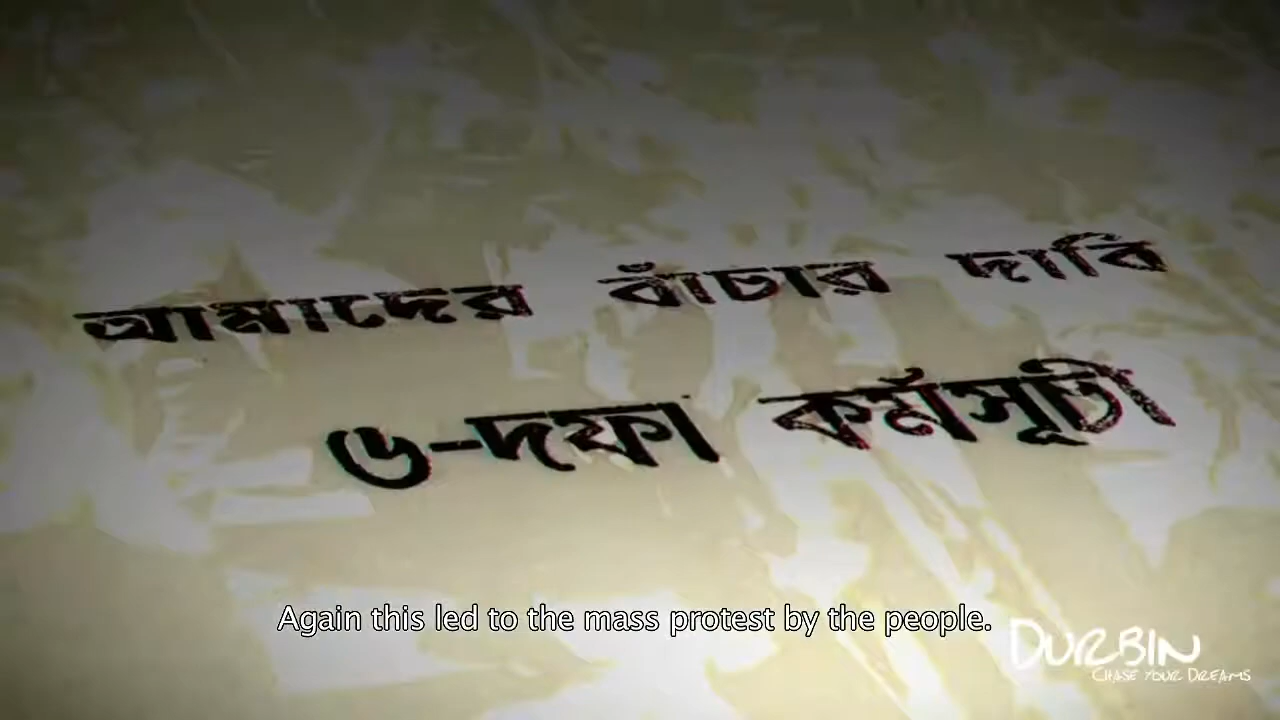 আমাদের বাঁচার দাবি
৬-দফা কর্মসূচী
Again this led to the mass protest by the people.
DURBIN
CHASE YOUR DREAMS